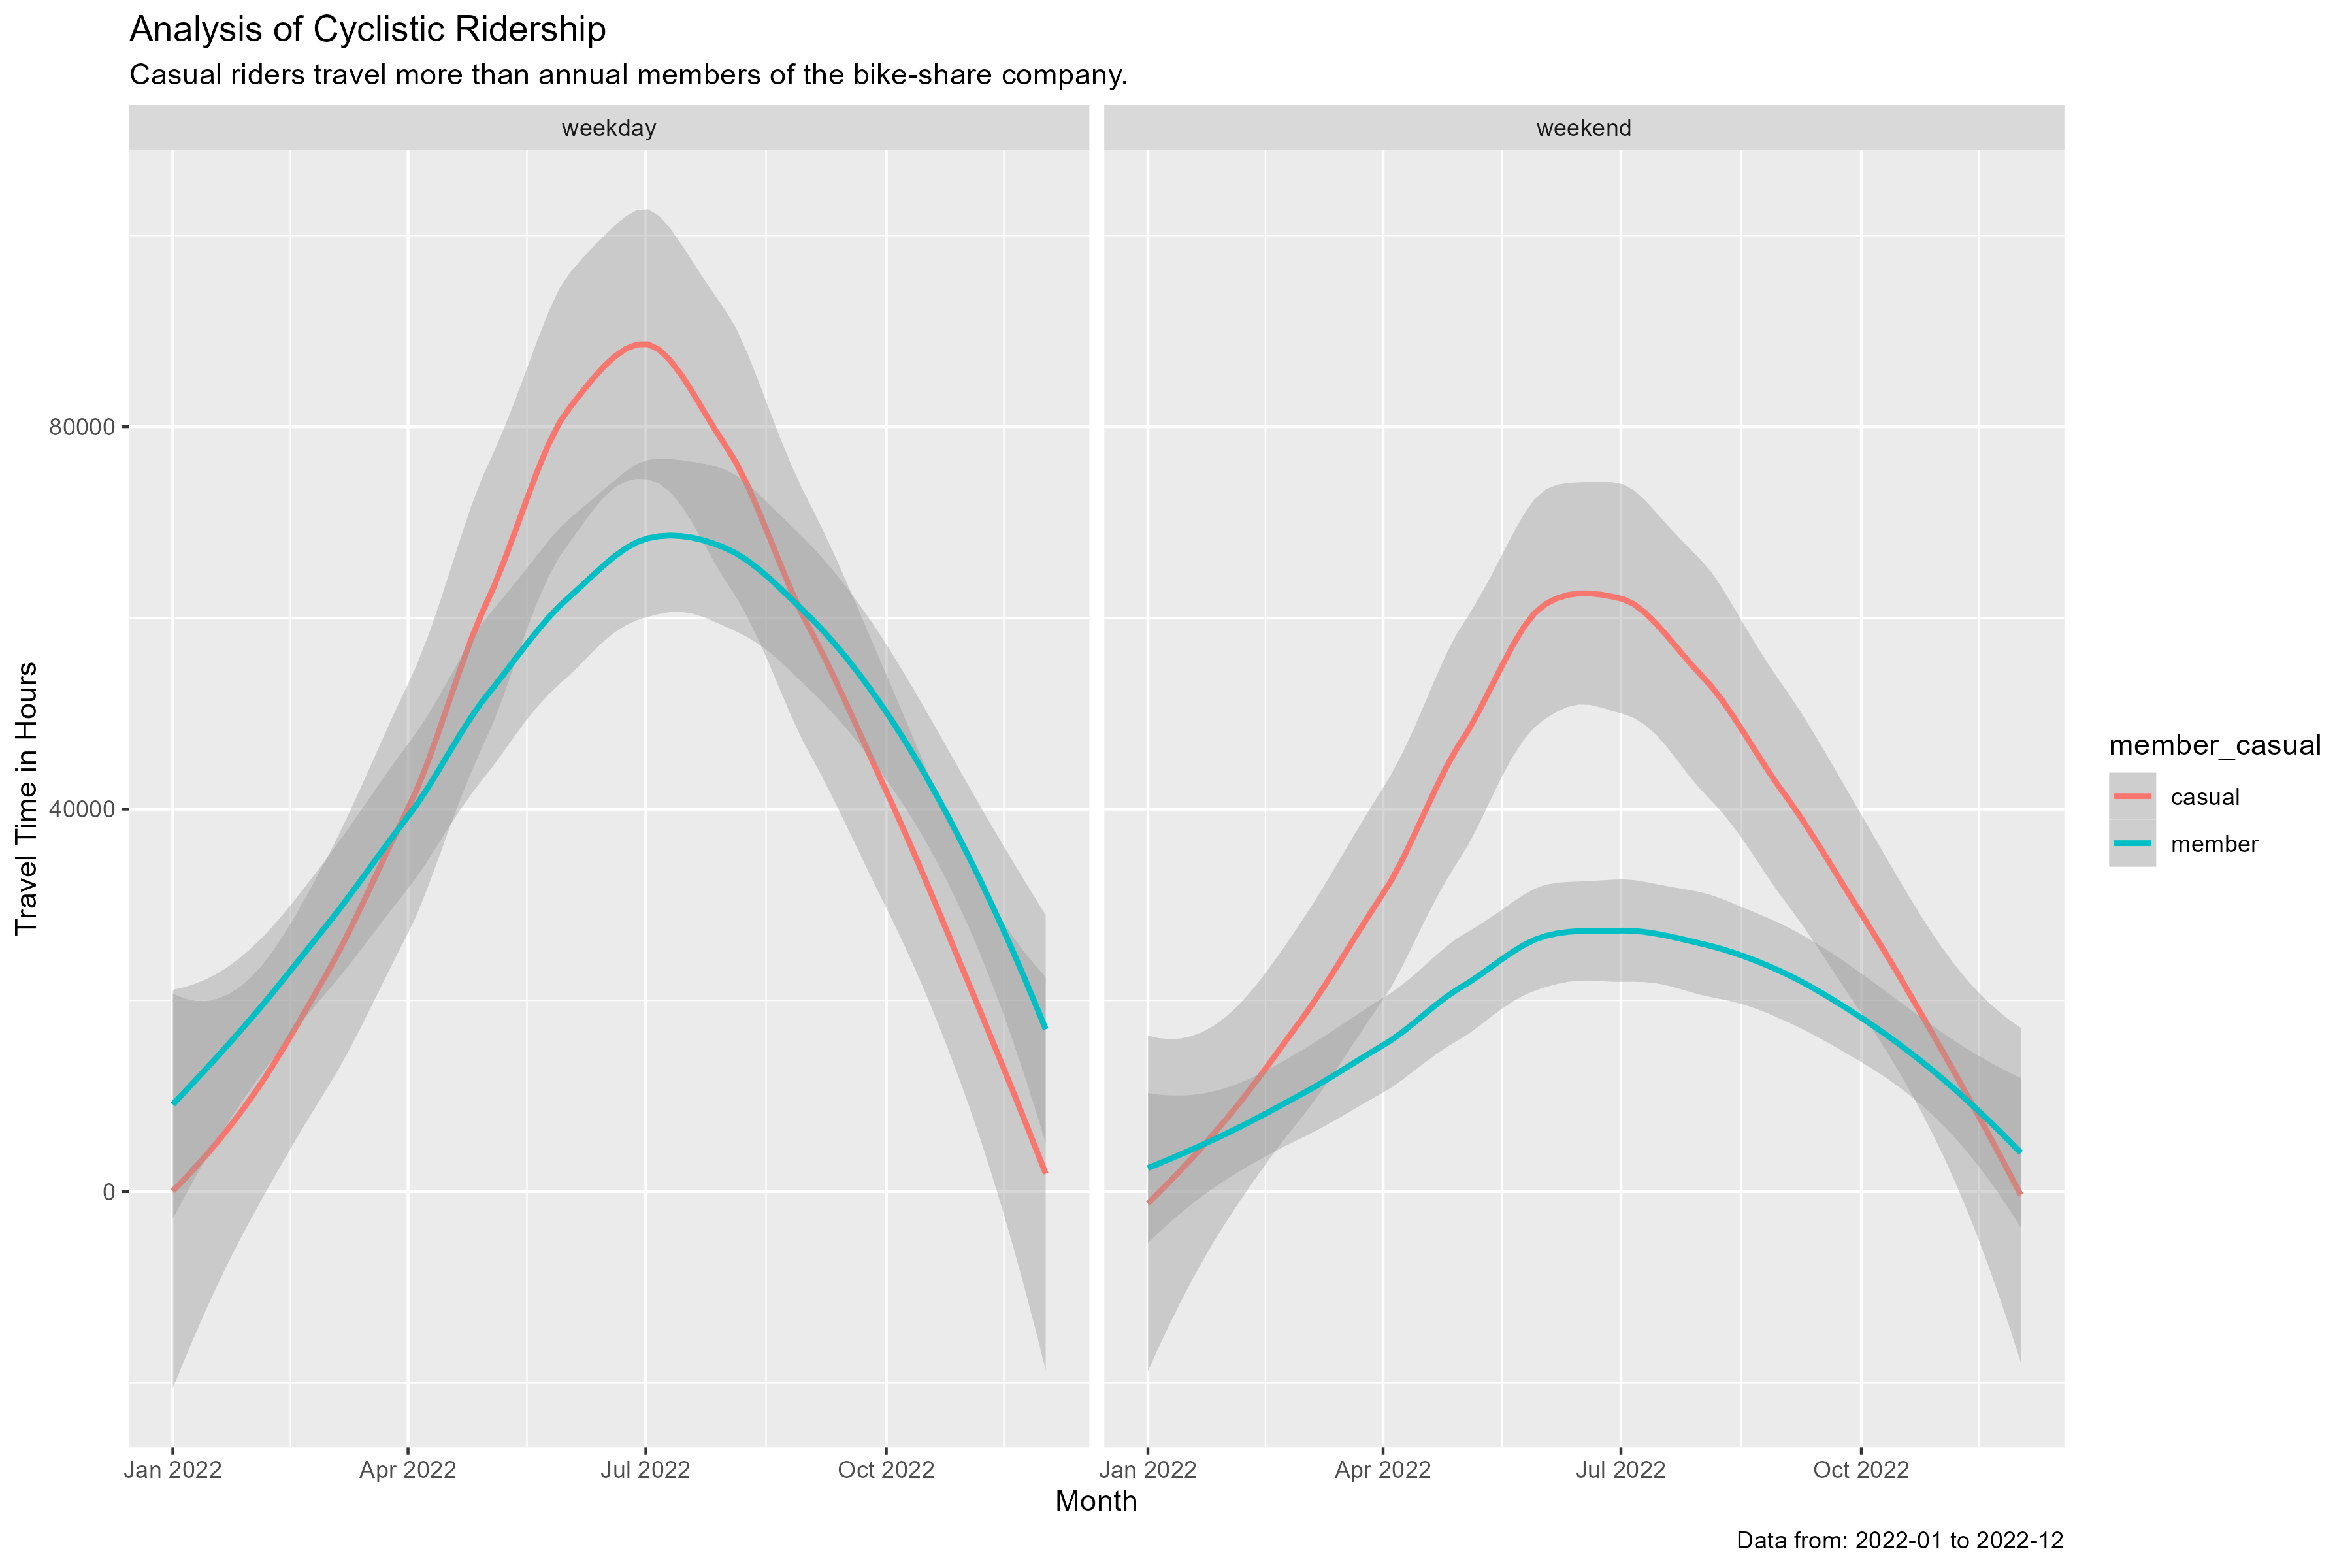 Analysis of Cyclistic Ridership
Casual riders travel more than annual members of the bike-share company.
weekday
weekend
Travel Time in Hours
80000
40000
0
Jan 2022
Apr 2022
Jul 2022
Oct 2022
Jan 2022
Apr 2022
Jul 2022
Oct 2022
Month
member_casual
casual
member
Data from: 2022-01 to 2022-12